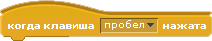 когда клавиша пробел нажата